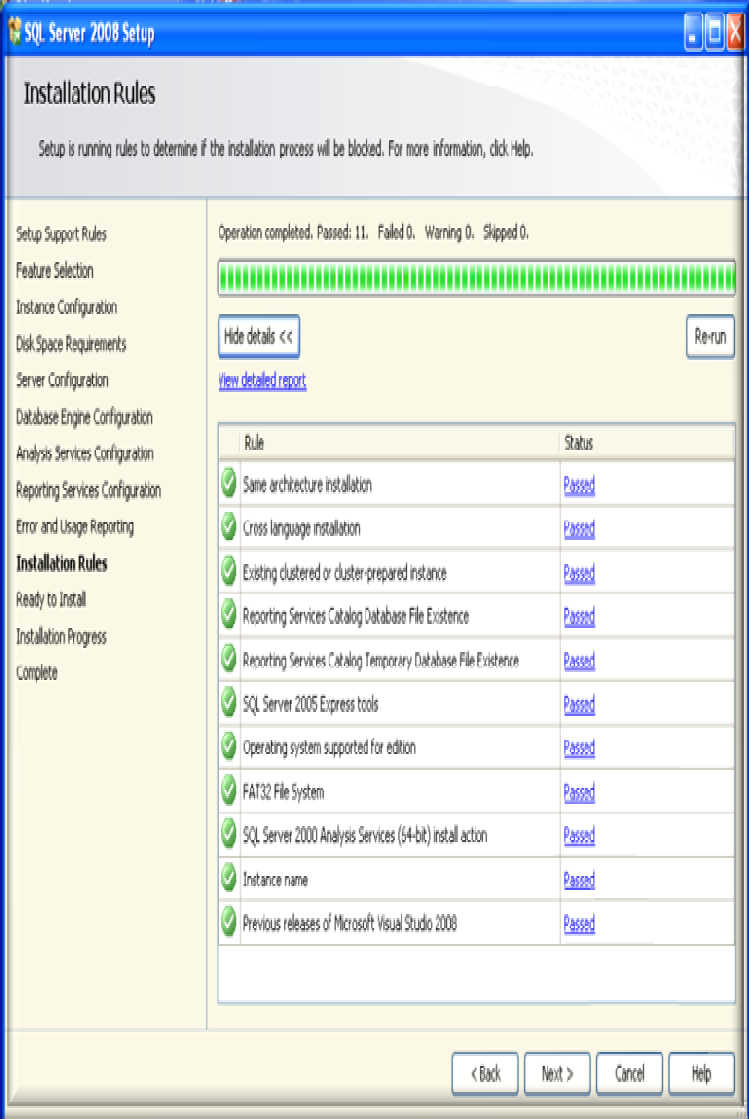 SQL Server 2008 Setup
Installation Rules
Setup is running rules to determine if the installation process will be blocked. For more information, click Help.
Setup Support Rules
Feature Selection
Instance Configuration
Disk Space Requirements
Server Configuration
Database Engine Configuration
Analysis Services Configuration
Reporting Services Configuration
Error and Usage Reporting
Installation Rules
Ready to Install
Installation Progress
Complete
Operation completed. Passed: 11.   Failed 0.   Warning 0.   Skipped 0.
Hide details <<
Re-run
View detailed report
Rule Status
Same architecture installation Passed
Cross language installation Passed
Existing clustered or cluster-prepared instance Passed
Reporting Services Catalog Database File Existence Passed
Reporting Services Catalog Temporary Database File Existence Passed
SQL Server 2005 Express tools Passed
Operating system supported for edition Passed
FAT32 File System Passed
SQL Server 2000 Analysis Services (64-bit) install action Passed
Instance name Passed
Previous releases of Microsoft Visual Studio 2008 Passed
< Back Next > Cancel Help